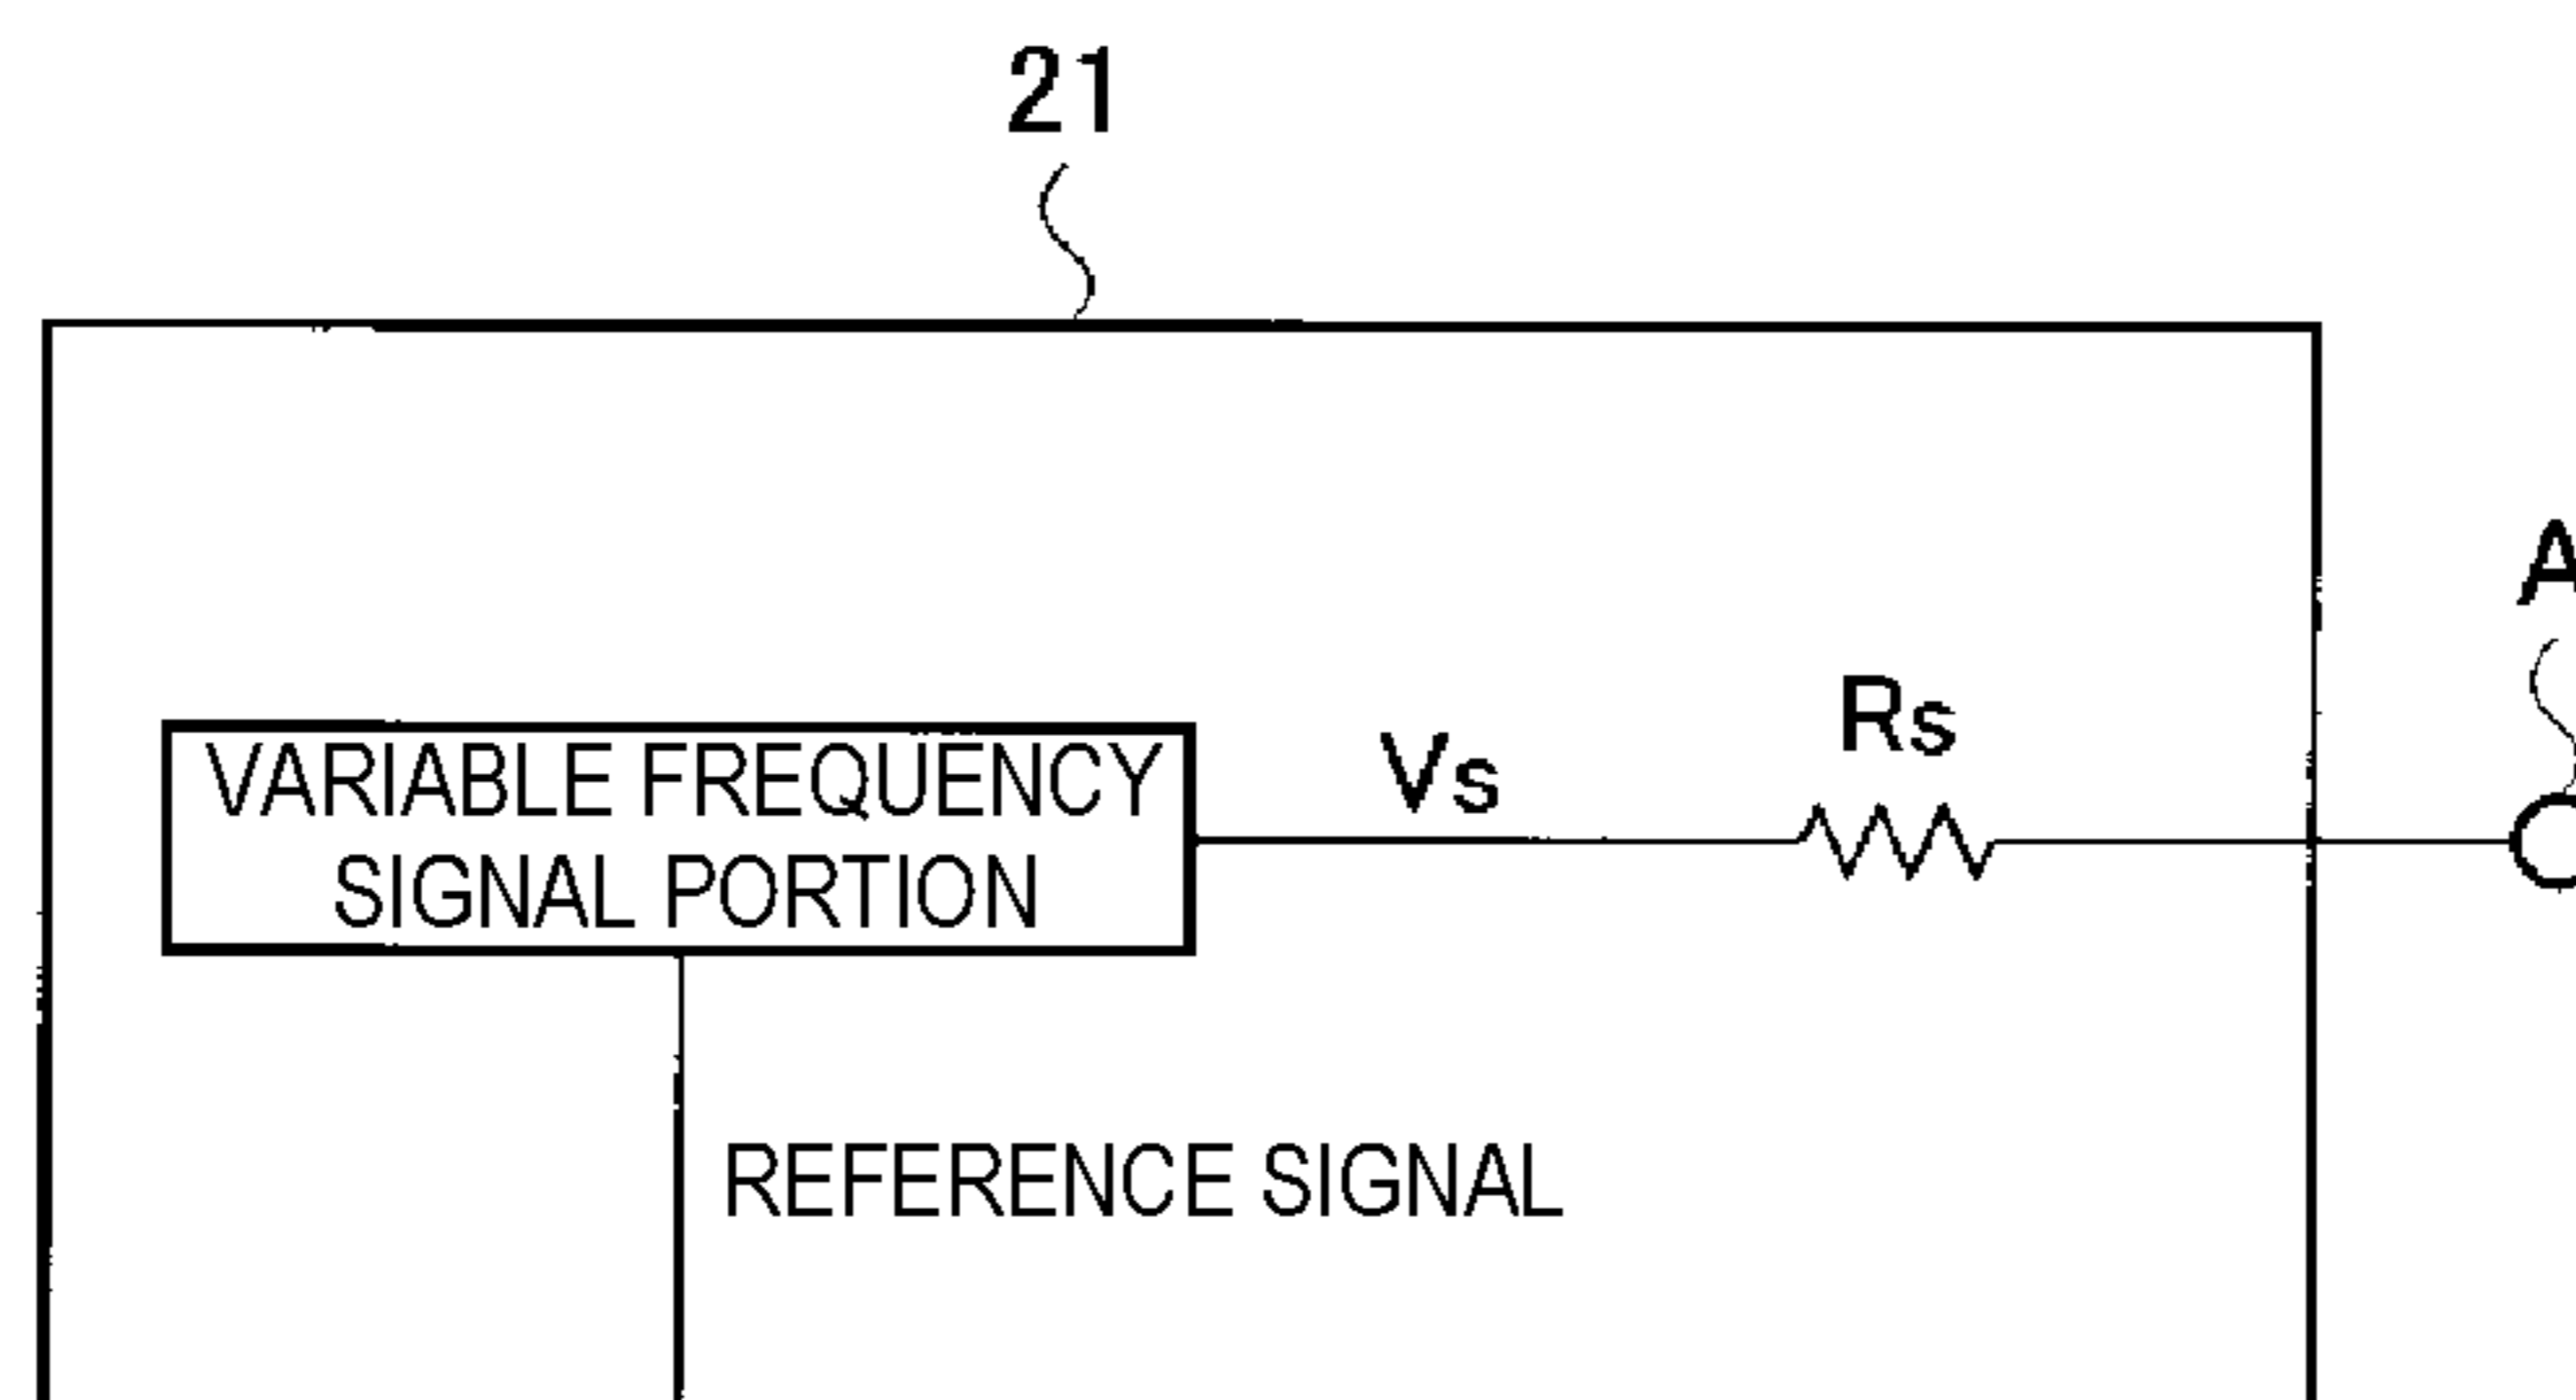 21
A
Rs
Vs
VARIABLE FREQUENCY
SIGNAL PORTION
REFERENCE SIGNAL